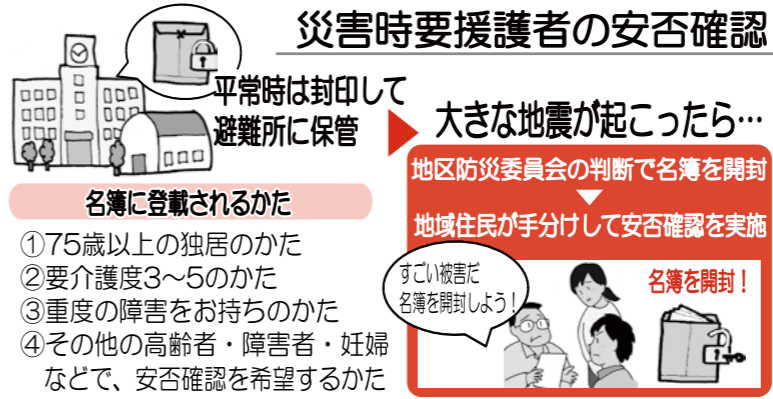 災害時要援護者の安否確認
平常時は封印して
避難所に保管
大きな地震が起こったら…
地区防災委員会の判断で名簿を開封
地域住民が手分けして安否確認を実施
すごい被害だ
名簿を開封しよう!
名簿を開封!
名簿に登載されるかた
①75歳以上の独居のかた
②要介護度3~5のかた
③重度の障害をお持ちのかた
④その他の高齢者・障害者・妊婦
などで、安否確認を希望するかた